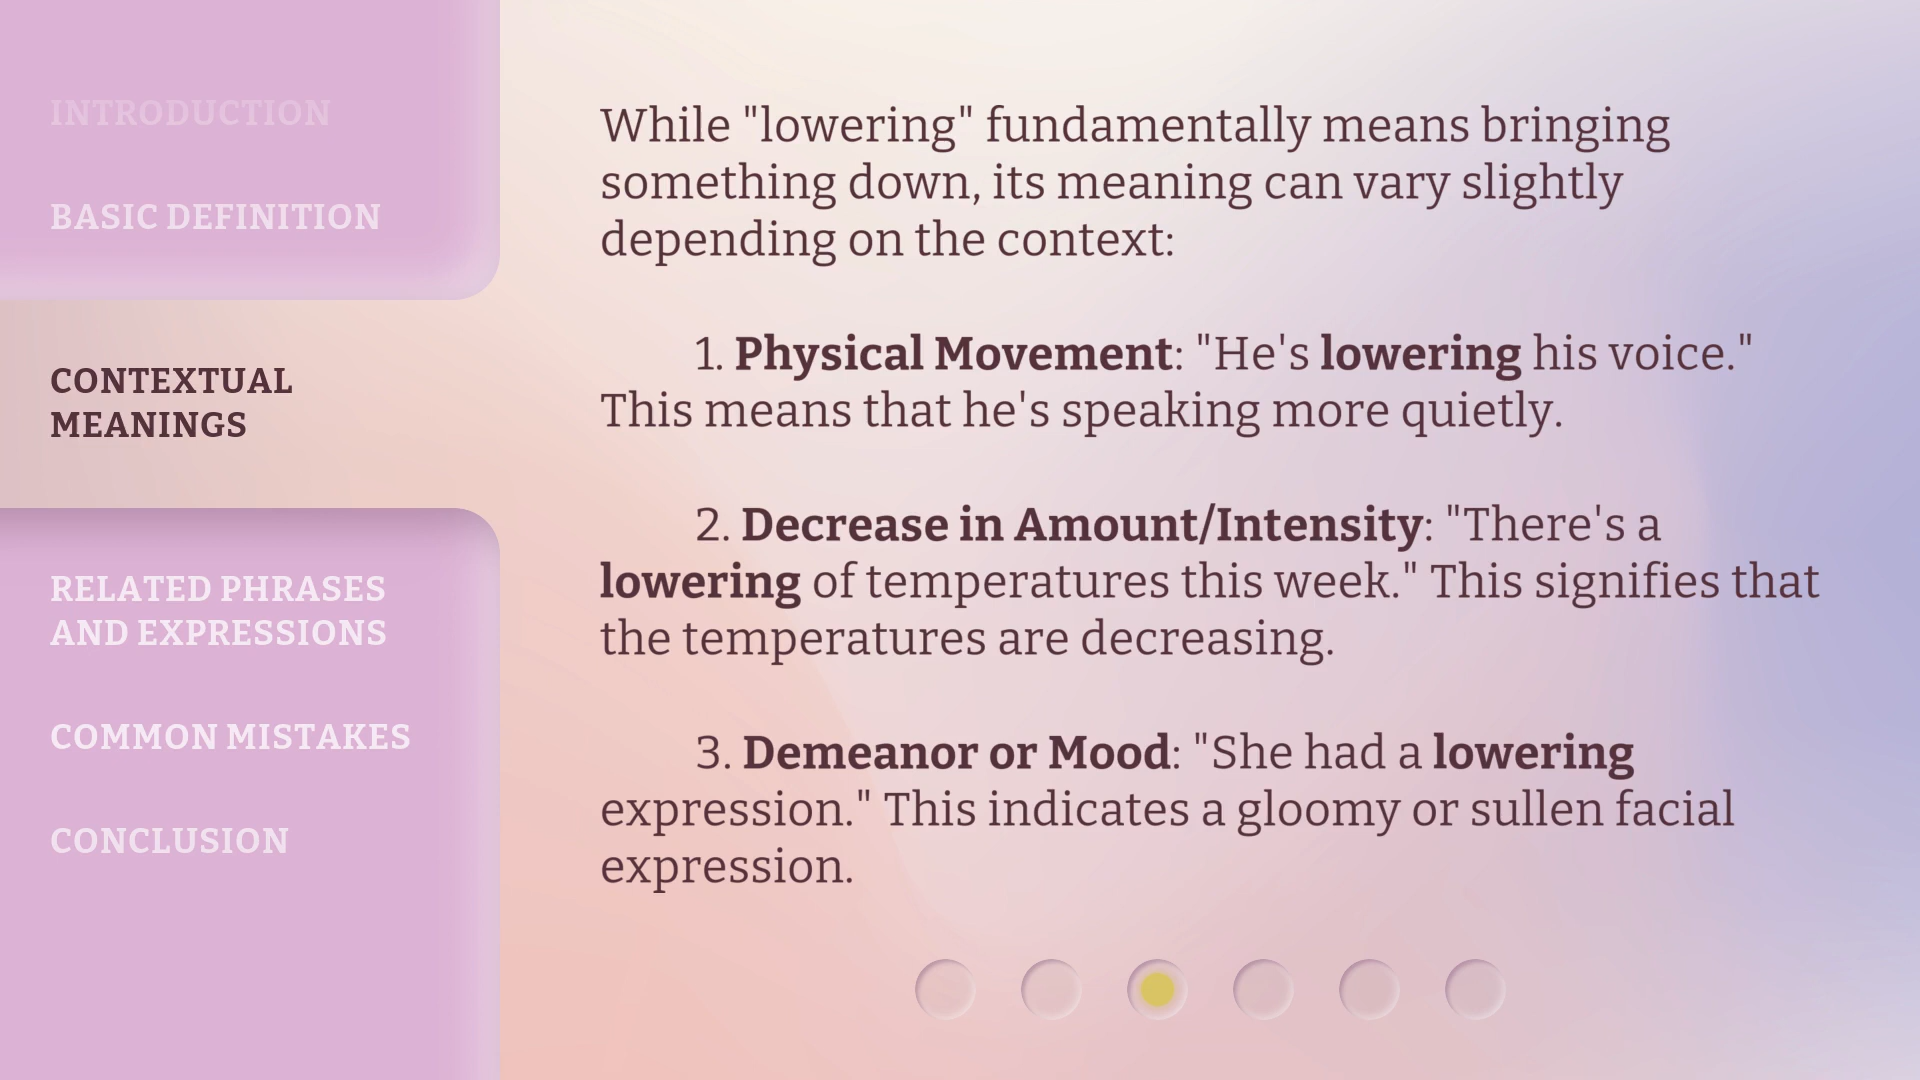 INTRODUCTION
BASIC DEFINITION
CONTEXTUAL
MEANINGS
RELATED PHRASES
AND EXPRESSIONS
COMMON MISTAKES
CONCLUSION
While "lowering" fundamentally means bringing
something down, its meaning can vary slightly
depending on the context:
1. Physical Movement: "He's lowering his voice."
This means that he's speaking more quietly.
2. Decrease in Amount/Intensity: "There's a
lowering of temperatures this week." This signifies that
the temperatures are decreasing.
3. Demeanor or Mood: "She had a lowering
expression." This indicates a gloomy or sullen facial
expression.